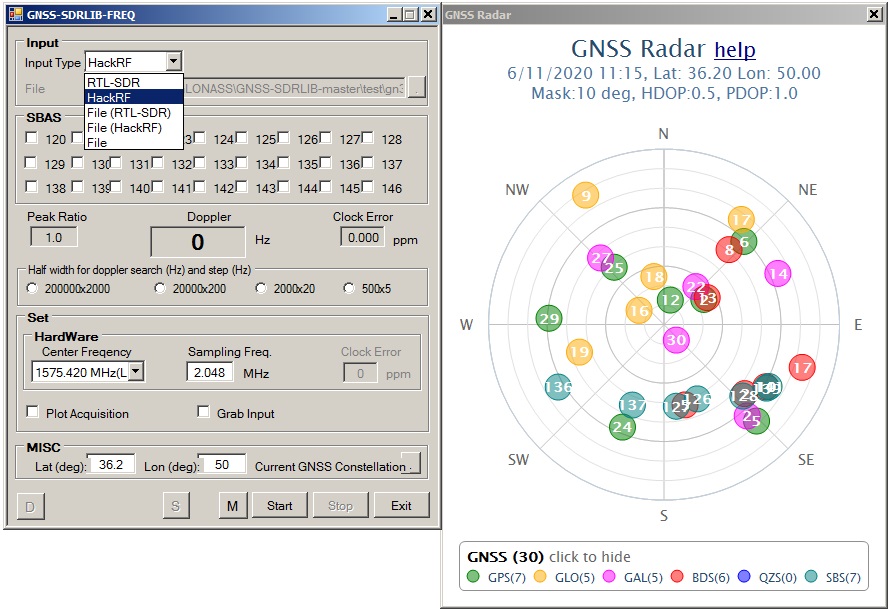 GNSS-SDRLIB-FREQ
Input
Input Type HackRF
RTL-SDR
HackRF
File (RTL-SDR)
File (HackRF)
File
File LONASS\GNSS-SDRLIB-master\test\gn3 .
SBAS
120 124 125 126 127 128
129 130 131 132 133 134 135 136 137
138 139 140 141 142 143 144 145 146
Peak Ratio Doppler Clock Error
1.0 0 Hz 0.000 ppm
Half width for doppler search (Hz) and step (Hz)
200000x2000 20000x200 2000x20 500x5
Set
HardWare
Center Freqency Sampling Freq. Clock Error
1575.420 MHz(L 2.048 MHz 0 ppm
Plot Acquisition Grab Input
MISC
Lat (deg): 36.2 Lon (deg): 50 Current GNSS Constellation .
D S M Start Stop Exit
GNSS Radar
GNSS Radar help
6/11/2020 11:15, Lat: 36.20 Lon: 50.00
Mask:10 deg, HDOP:0.5, PDOP:1.0
N
NW NE
9
17
6
8
27
25
14
18
22
12
2
13
16
29
W E
30
19
17
136
137
126
128
24
2
5
SW SE
S
GNSS (30) click to hide
GPS(7) GLO(5) GAL(5) BDS(6) QZS(0) SBS(7)